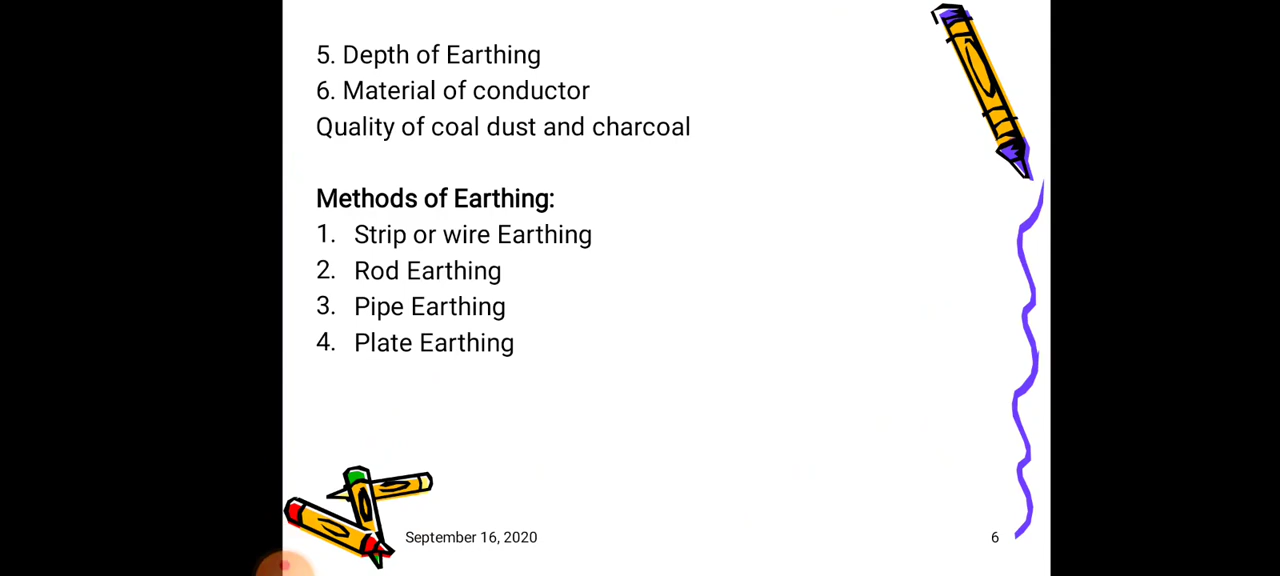 5. Depth of Earthing
6. Material of conductor
Quality of coal dust and charcoal
Methods of Earthing:
1. Strip or wire Earthing
2. Rod Earthing
3. Pipe Earthing
4. Plate Earthing
September 16, 2020
6